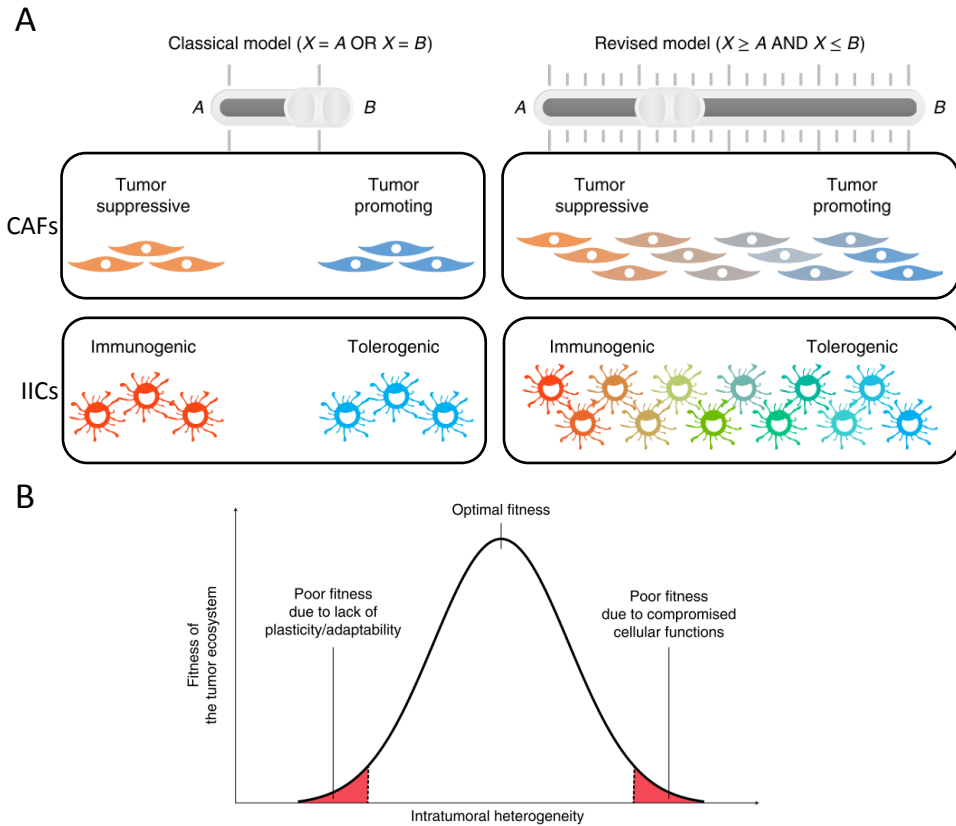 A
Classical model (X = A OR X = B)
Revised model (X ≥ A AND X ≤ B)
A
B
A
B
CAFs
Tumor
suppressive
Tumor
promoting
Tumor
suppressive
Tumor
promoting
IICs
Immunogenic
Tolerogenic
Immunogenic
Tolerogenic
B
Optimal fitness
Poor fitness
due to lack of
plasticity/adaptability
Poor fitness
due to compromised
cellular functions
Fitness of
the tumor ecosystem
Intratumoral heterogeneity